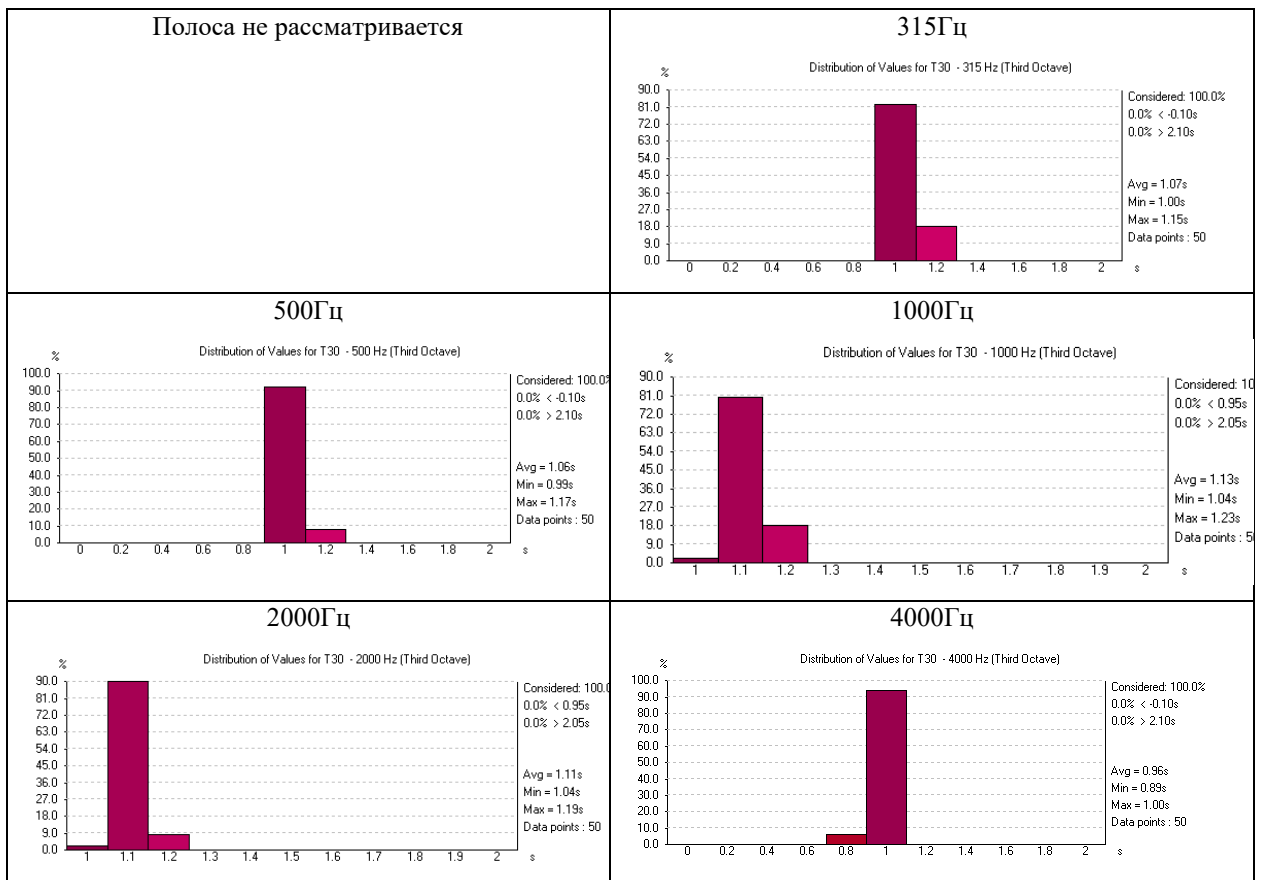 Полоса не рассматривается
315Гц
Distribution of Values for T30 - 315 Hz (Third Octave)
%
90.0
81.0
72.0
63.0
54.0
45.0
36.0
27.0
18.0
9.0
0.0
0 0.2 0.4 0.6 0.8 1 1.2 1.4 1.6 1.8 2 s
Considered: 100.0%
0.0% < -0.10s
0.0% > 2.10s
Avg = 1.07s
Min = 1.00s
Max = 1.15s
Data points : 50
500Гц
Distribution of Values for T30 - 500 Hz (Third Octave)
%
100.0
90.0
80.0
70.0
60.0
50.0
40.0
30.0
20.0
10.0
0.0
0 0.2 0.4 0.6 0.8 1 1.2 1.4 1.6 1.8 2 s
Considered: 100.0%
0.0% < -0.10s
0.0% > 2.10s
Avg = 1.06s
Min = 0.99s
Max = 1.17s
Data points : 50
1000Гц
Distribution of Values for T30 - 1000 Hz (Third Octave)
%
90.0
81.0
72.0
63.0
54.0
45.0
36.0
27.0
18.0
9.0
0.0
1 1.1 1.2 1.3 1.4 1.5 1.6 1.7 1.8 1.9 2 s
Considered: 10
0.0% < 0.95s
0.0% > 2.05s
Avg = 1.13s
Min = 1.04s
Max = 1.23s
Data points : 5
2000Гц
Distribution of Values for T30 - 2000 Hz (Third Octave)
%
90.0
81.0
72.0
63.0
54.0
45.0
36.0
27.0
18.0
9.0
0.0
1 1.1 1.2 1.3 1.4 1.5 1.6 1.7 1.8 1.9 2 s
Considered: 100.0
0.0% < 0.95s
0.0% > 2.05s
Avg = 1.11s
Min = 1.04s
Max = 1.19s
Data points : 50
4000Гц
Distribution of Values for T30 - 4000 Hz (Third Octave)
%
100.0
90.0
80.0
70.0
60.0
50.0
40.0
30.0
20.0
10.0
0.0
0 0.2 0.4 0.6 0.8 1 1.2 1.4 1.6 1.8 2 s
Considered: 100.0%
0.0% < -0.10s
0.0% > 2.10s
Avg = 0.96s
Min = 0.89s
Max = 1.00s
Data points : 50